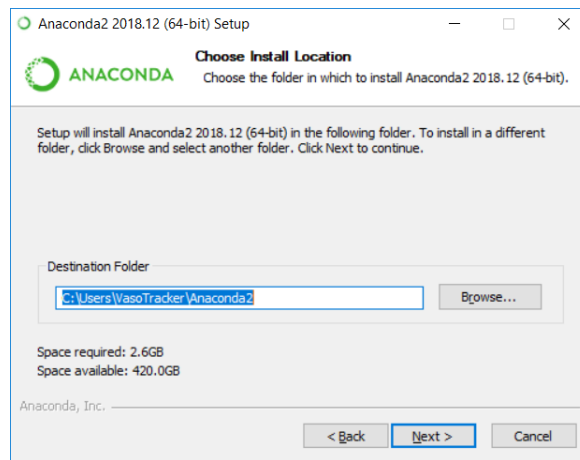 Anaconda2 2018.12 (64-bit) Setup
ANACONDA
Choose Install Location
Choose the folder in which to install Anaconda2 2018.12 (64-bit).
Setup will install Anaconda2 2018.12 (64-bit) in the following folder. To install in a different
folder, click Browse and select another folder. Click Next to continue.
Destination Folder
C:\Users\VasoTracker\Anaconda2
Browse...
Space required: 2.6GB
Space available: 420.0GB
Anaconda, Inc.
< Back
Next >
Cancel